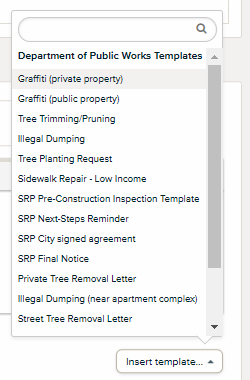 Department of Public Works Templates
Graffiti (private property)
Graffiti (public property)
Tree Trimming/Pruning
Illegal Dumping
Tree Planting Request
Sidewalk Repair - Low Income
SRP Pre-Construction Inspection Template
SRP Next-Steps Reminder
SRP City signed agreement
SRP Final Notice
Private Tree Removal Letter
Illegal Dumping (near apartment complex)
Street Tree Removal Letter
Insert template...